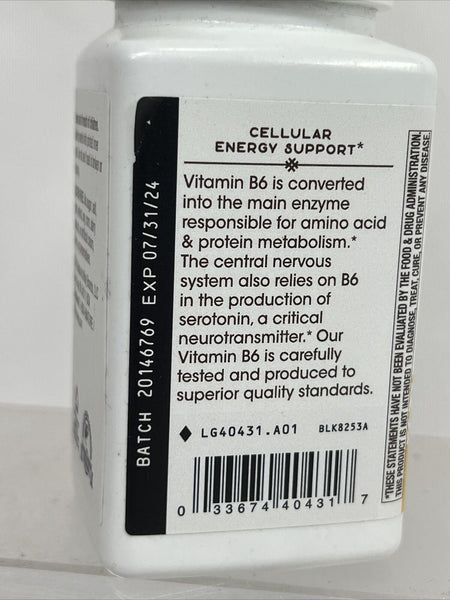 CELLULAR
ENERGY SUPPORT*
Vitamin B6 is converted
into the main enzyme
responsible for amino acid
& protein metabolism.*
The central nervous
system also relies on B6
in the production of
serotonin, a critical
neurotransmitter.* Our
Vitamin B6 is carefully
tested and produced to
superior quality standards.
LG40431.A01 BLK8253A
0 33674 40431 7
BATCH 20146769 EXP 07/31/24
*THESE STATEMENTS HAVE NOT BEEN EVALUATED BY THE FOOD & DRUG ADMINISTRATION.
THIS PRODUCT IS NOT INTENDED TO DIAGNOSE, TREAT, CURE, OR PREVENT ANY DISEASE.